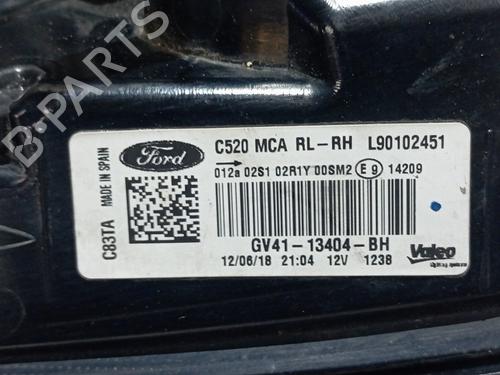 C520 MCA RL-RH L90102451
Ford
012a 02S1 02R1Y 00SM2 E 9 14209
MADE IN SPAIN
C83TA
GV41-13404-BH
12/06/18 21:04 12V 1238
Valeo
B-PARTS